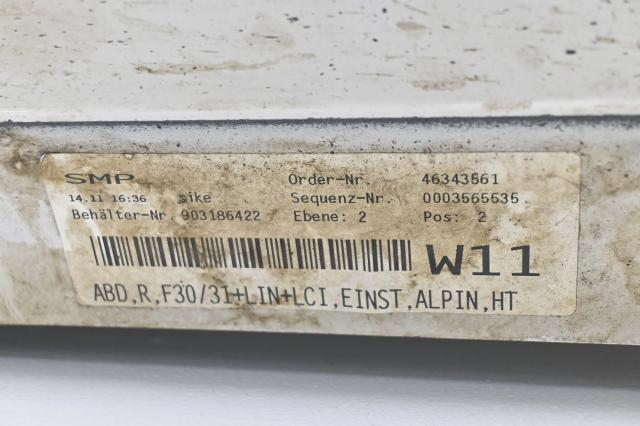 SMP Order-Nr. 46343561
14.11 16:36 sike Sequenz-Nr. 0003565535
Behälter-Nr. 903186422 Ebene: 2 Pos: 2
W11
ABD,R,F30/31+LIN+LCI,EINST,ALPIN,HT